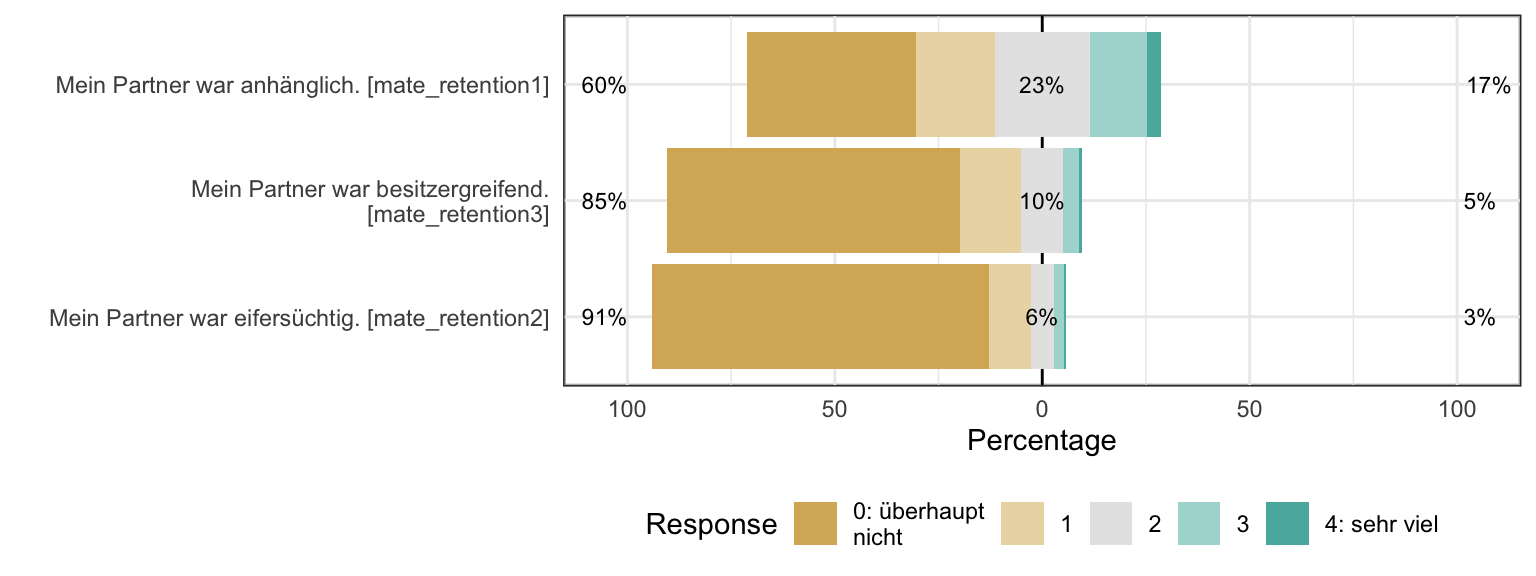 Mein Partner war anhänglich. [mate_retention1]
60%
23%
17%
Mein Partner war besitzergreifend.
[mate_retention3]
85%
10%
5%
Mein Partner war eifersüchtig. [mate_retention2]
91%
6%
3%
100
50
0
50
100
Percentage
Response
0: überhaupt
nicht
1
2
3
4: sehr viel